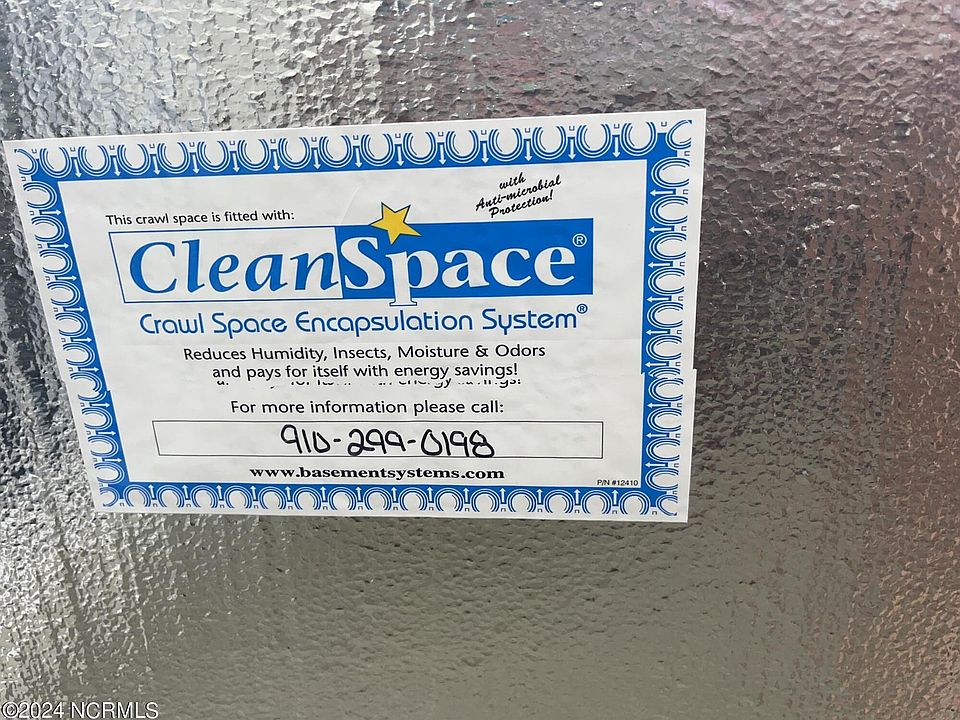 with
Anti-microbial
Protection!
This crawl space is fitted with:
CleanSpace®
Crawl Space Encapsulation System®
Reduces Humidity, Insects, Moisture & Odors
and pays for itself with energy savings!
For more information please call:
910-299-0198
www.basementsystems.com
P/N #12410
©2024 NCRMLS